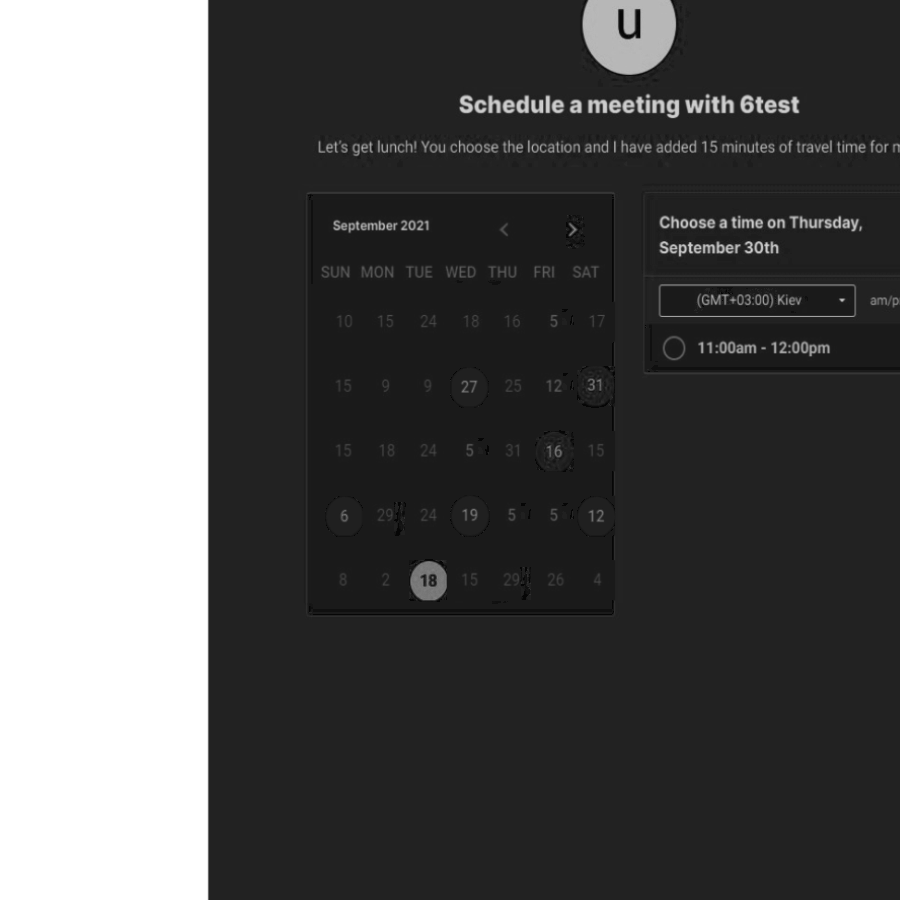 u
Schedule a meeting with 6test
Let's get lunch! You choose the location and I have added 15 minutes of travel time for m
September 2021
SUN MON TUE WED THU FRI SAT
10 15 24 18 16 5 17
15 9 9 27 25 12 31
15 18 24 5 31 16 15
6 29 24 19 5 5 12
8 2 18 15 29 26 4
Choose a time on Thursday,
September 30th
(GMT+03:00) Kiev
am/p
11:00am - 12:00pm